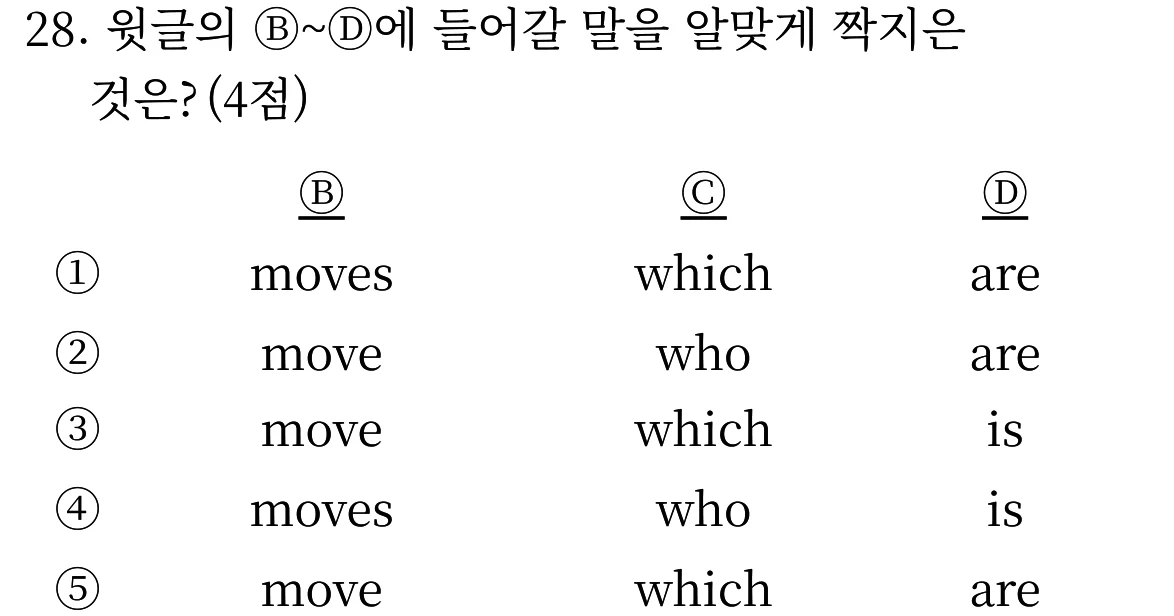 28. 윗글의 Ⓑ~Ⓓ에 들어갈 말을 알맞게 짝지은
것은? (4점)
Ⓑ Ⓒ Ⓓ
① moves which are
② move who are
③ move which is
④ moves who is
⑤ move which are